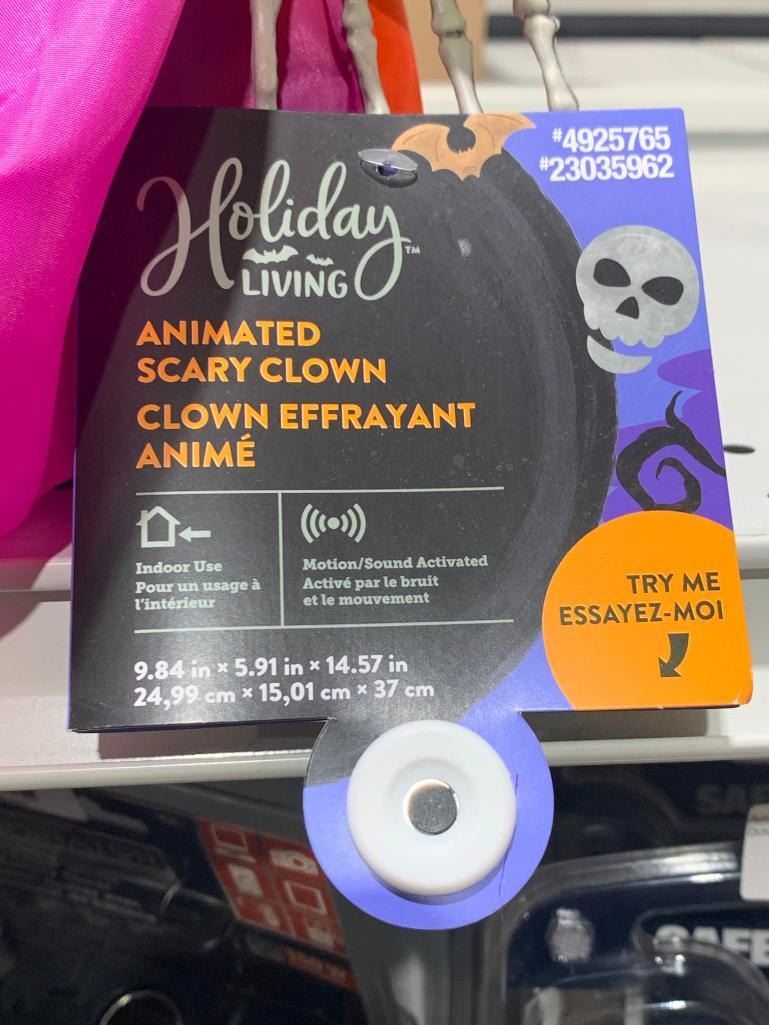 #4925765
#23035962
Holiday™
LIVING
ANIMATED
SCARY CLOWN
CLOWN EFFRAYANT
ANIMÉ
Indoor Use
Pour un usage à
l'intérieur
Motion/Sound Activated
Activé par le bruit
et le mouvement
TRY ME
ESSAYEZ-MOI
9.84 in × 5.91 in × 14.57 in
24,99 cm × 15,01 cm × 37 cm